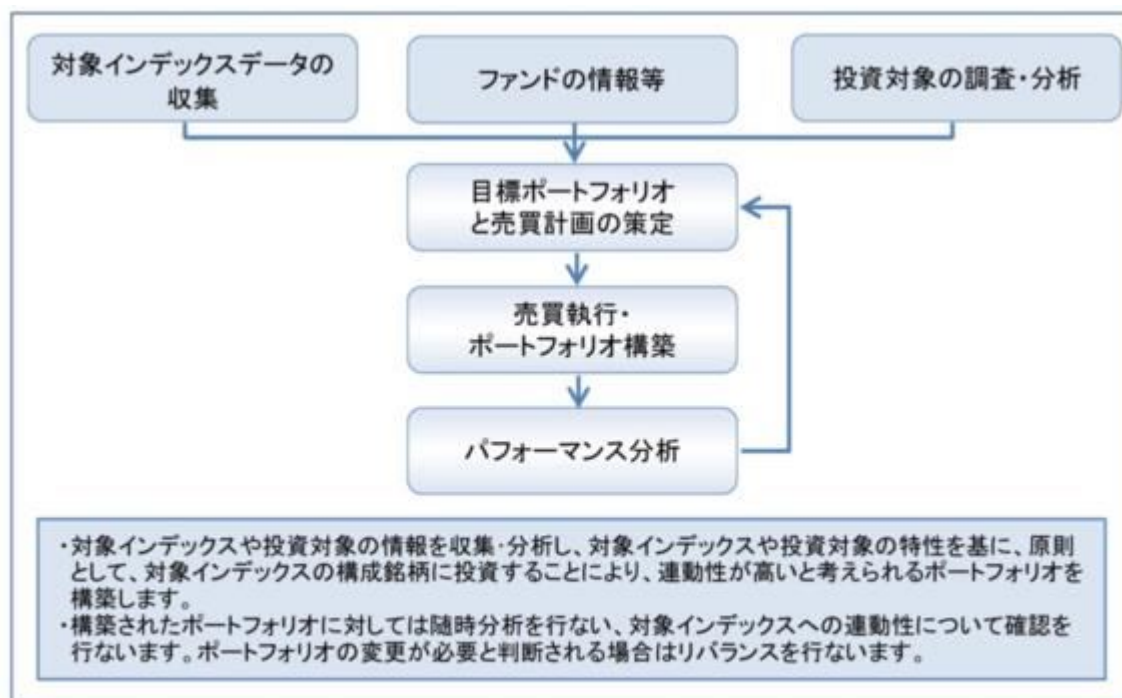 対象インデックスデータの
収集
ファンドの情報等
投資対象の調査・分析
目標ポートフォリオ
と売買計画の策定
売買執行・
ポートフォリオ構築
パフォーマンス分析
・対象インデックスや投資対象の情報を収集・分析し、対象インデックスや投資対象の特性を基に、原則
として、対象インデックスの構成銘柄に投資することにより、連動性が高いと考えられるポートフォリオを
構築します。
・構築されたポートフォリオに対しては随時分析を行ない、対象インデックスへの連動性について確認を
行ないます。ポートフォリオの変更が必要と判断される場合はリバランスを行ないます。